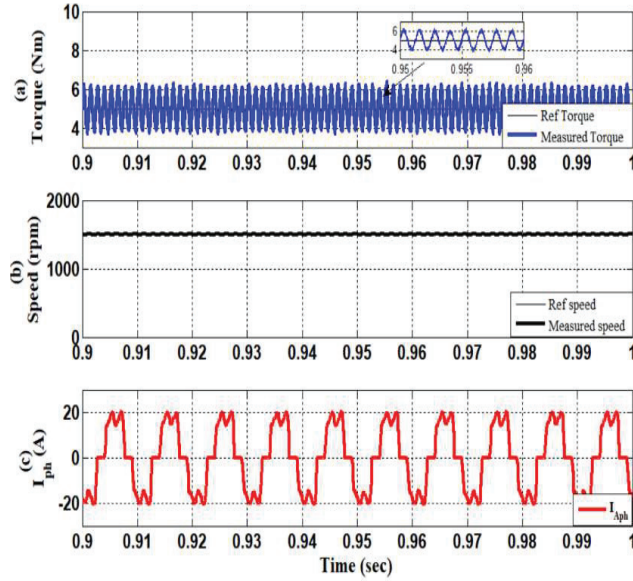 10
8
6
4
(a)
Torque (Nm)
6
4
0.95
0.955
0.96
Ref Torque
Measured Torque
0.9 0.91 0.92 0.93 0.94 0.95 0.96 0.97 0.98 0.99 1
2000
1000
0
(b)
Speed (rpm)
Ref speed
Measured speed
0.9 0.91 0.92 0.93 0.94 0.95 0.96 0.97 0.98 0.99 1
20
0
-20
(c)
I_ph (A)
I_Aph
0.9 0.91 0.92 0.93 0.94 0.95 0.96 0.97 0.98 0.99 1
Time (sec)